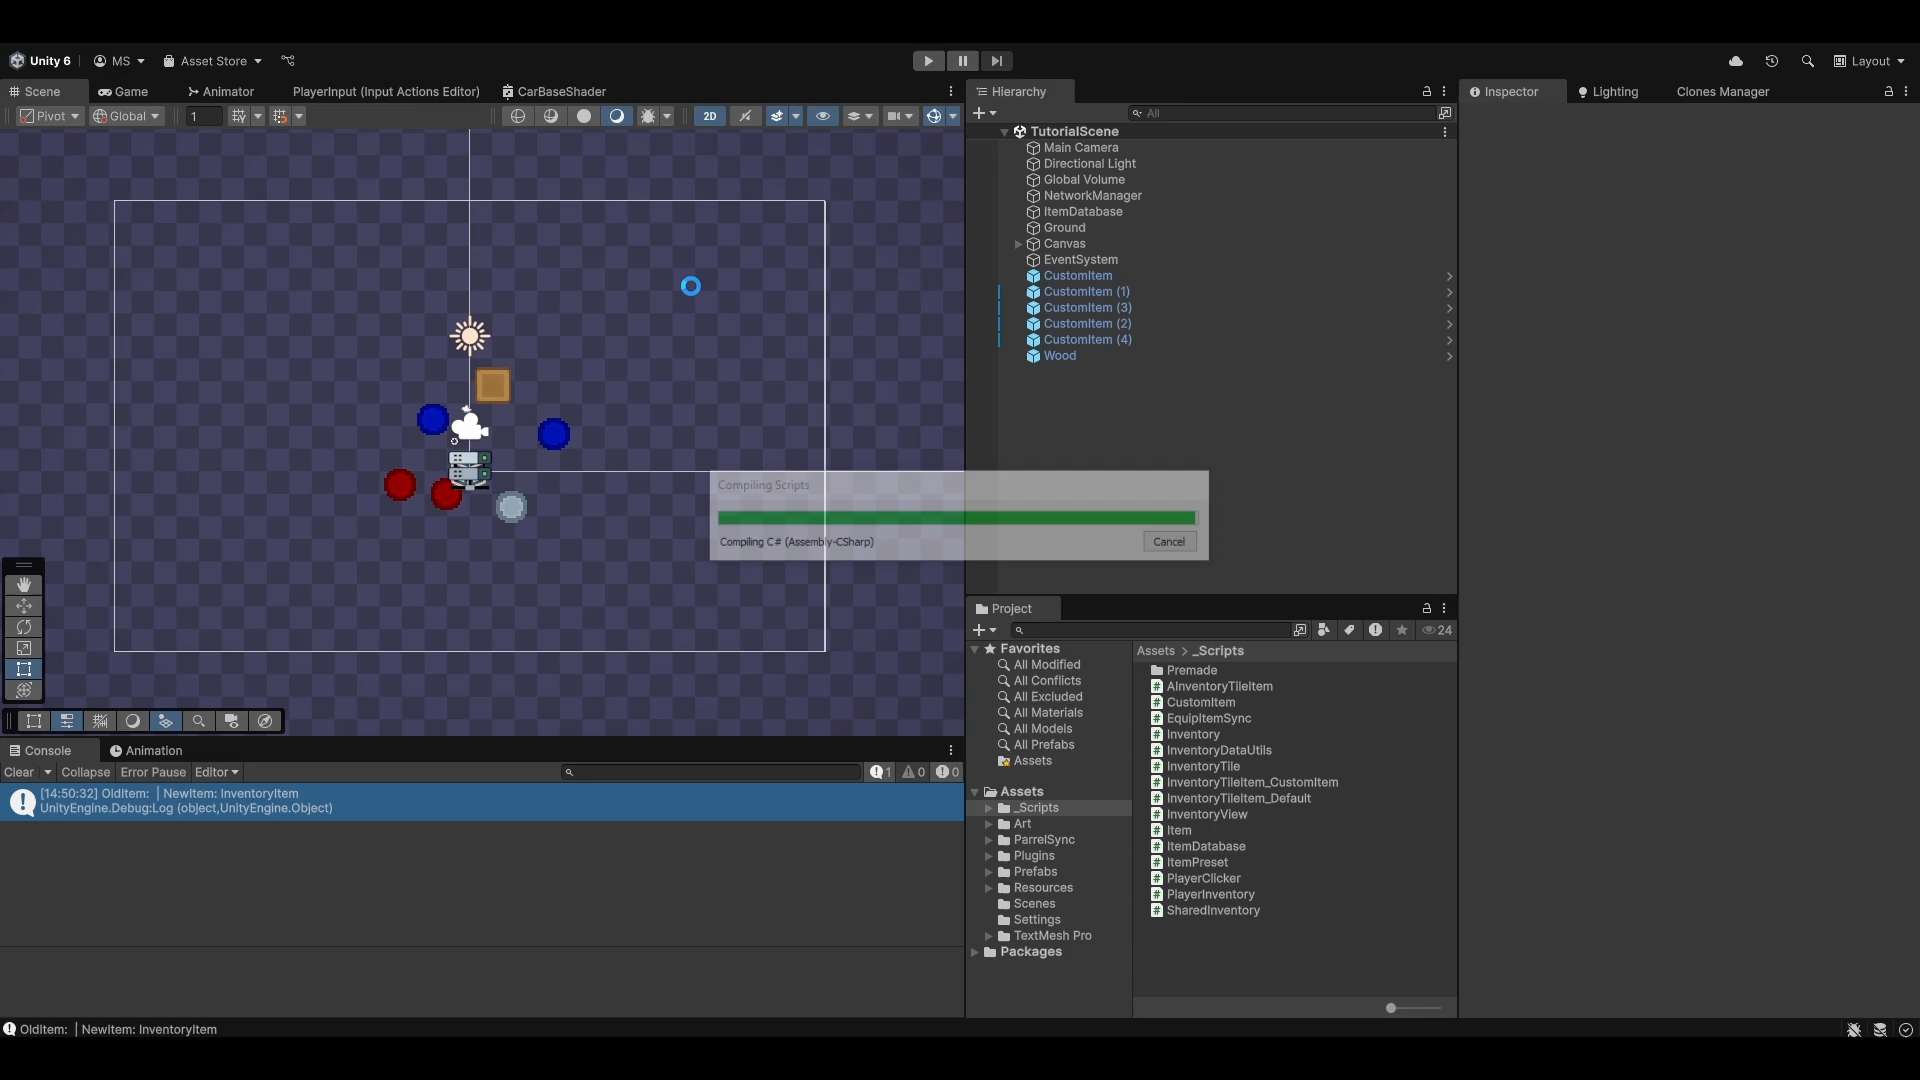 Unity 6 MS Asset Store Layout
Scene Game Animator PlayerInput (Input Actions Editor) CarBaseShader
Pivot Global 1 2D
Hierarchy
All
TutorialScene
Main Camera
Directional Light
Global Volume
NetworkManager
ItemDatabase
Ground
Canvas
EventSystem
CustomItem
CustomItem (1)
CustomItem (3)
CustomItem (2)
CustomItem (4)
Wood
Inspector Lighting Clones Manager
Compiling Scripts
Compiling C# (Assembly-CSharp)
Cancel
Project
24
Favorites
All Modified
All Conflicts
All Excluded
All Materials
All Models
All Prefabs
Assets
Assets
_Scripts
Art
ParrelSync
Plugins
Prefabs
Resources
Scenes
Settings
TextMesh Pro
Packages
Assets > _Scripts
Premade
AInventoryTileItem
CustomItem
EquipItemSync
Inventory
InventoryDataUtils
InventoryTile
InventoryTileItem_CustomItem
InventoryTileItem_Default
InventoryView
Item
ItemDatabase
ItemPreset
PlayerClicker
PlayerInventory
SharedInventory
Console Animation
Clear Collapse Error Pause Editor 1 0 0
[14:50:32] OldItem: | NewItem: InventoryItem
UnityEngine.Debug:Log (object,UnityEngine.Object)
OldItem: | NewItem: InventoryItem